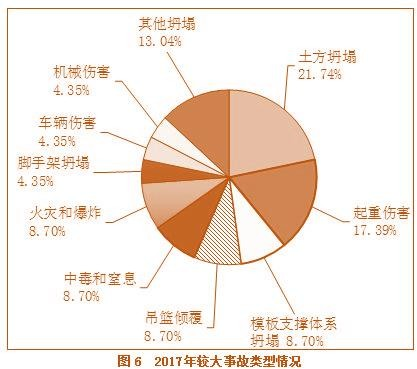 其他坍塌
13.04%
土方坍塌
21.74%
机械伤害
4.35%
车辆伤害
4.35%
脚手架坍塌
4.35%
火灾和爆炸
8.70%
中毒和窒息
8.70%
吊篮倾覆
8.70%
模板支撑体系
坍塌 8.70%
起重伤害
17.39%
图 6 2017年较大事故类型情况